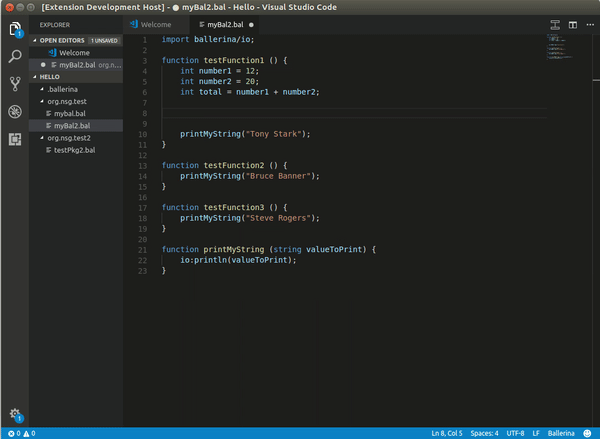 [Extension Development Host] - ● myBal2.bal - Hello - Visual Studio Code
EXPLORER
OPEN EDITORS 1 UNSAVED
Welcome
myBal2.bal org.n...
HELLO
.ballerina
org.nsg.test
mybal.bal
myBal2.bal
org.nsg.test2
testPkg2.bal
Welcome
myBal2.bal
1 import ballerina/io;
2
3 function testFunction1 () {
4 int number1 = 12;
5 int number2 = 20;
6 int total = number1 + number2;
7
8
9
10 printMyString("Tony Stark");
11 }
12
13 function testFunction2 () {
14 printMyString("Bruce Banner");
15 }
16
17 function testFunction3 () {
18 printMyString("Steve Rogers");
19 }
20
21 function printMyString (string valueToPrint) {
22 io:println(valueToPrint);
23 }
1
1
0 0
Ln 8, Col 5 Spaces: 4 UTF-8 LF Ballerina